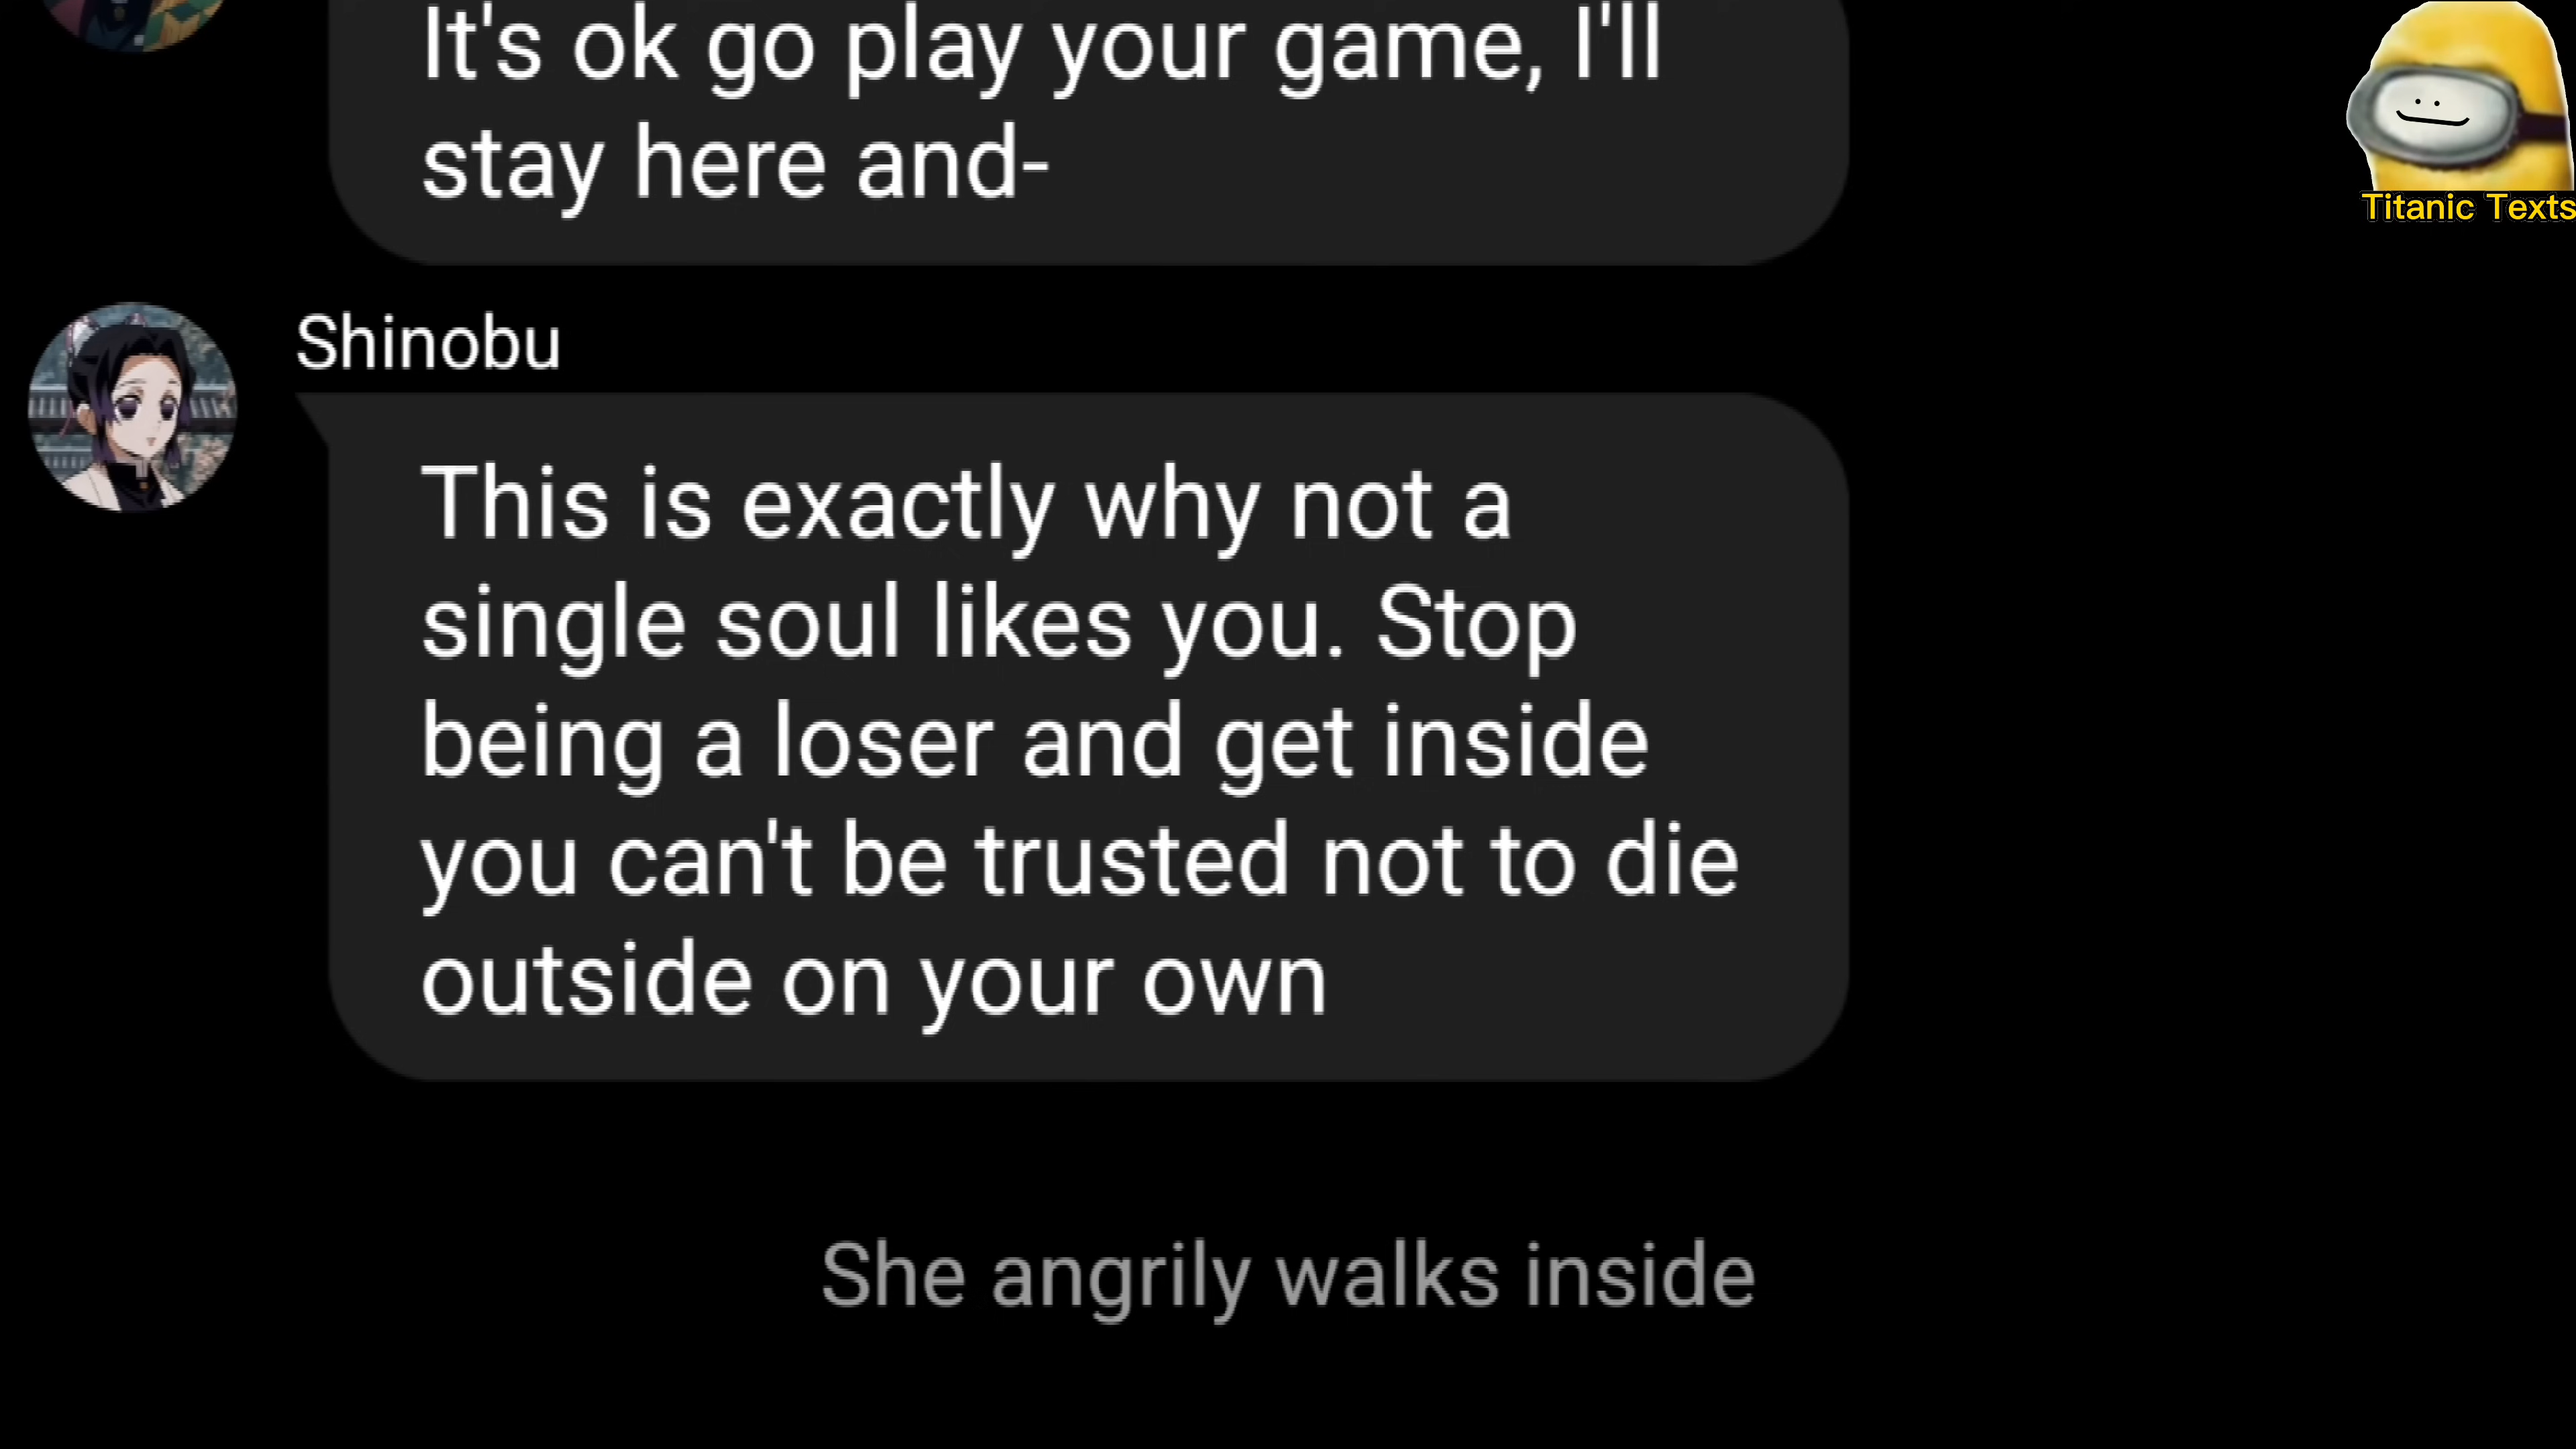 It's ok go play your game, I'll
stay here and-
Titanic Texts
Shinobu
This is exactly why not a
single soul likes you. Stop
being a loser and get inside
you can't be trusted not to die
outside on your own
She angrily walks inside